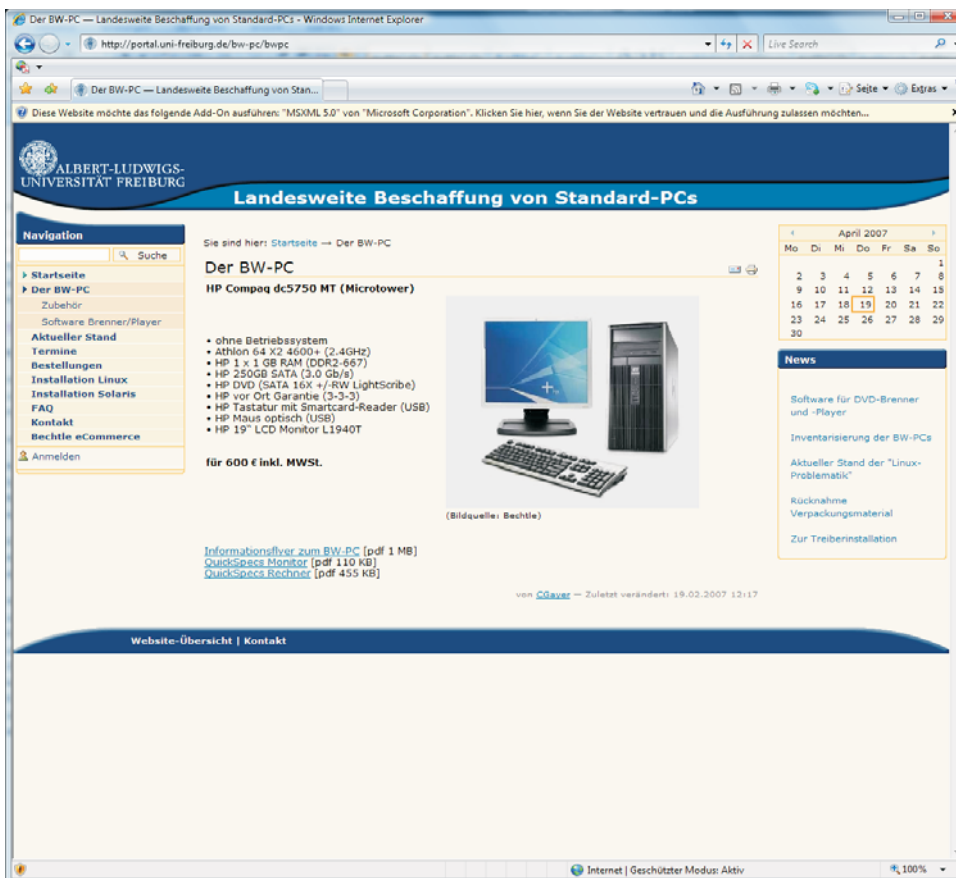 Der BW-PC — Landesweite Beschaffung von Standard-PCs - Windows Internet Explorer
http://portal.uni-freiburg.de/bw-pc/bwpc
Live Search
Der BW-PC — Landesweite Beschaffung von Stan...
Seite
Extras
Diese Website möchte das folgende Add-On ausführen: "MSXML 5.0" von "Microsoft Corporation". Klicken Sie hier, wenn Sie der Website vertrauen und die Ausführung zulassen möchten...
ALBERT-LUDWIGS-
UNIVERSITÄT FREIBURG
Landesweite Beschaffung von Standard-PCs
Navigation
Suche
Startseite
Der BW-PC
Zubehör
Software Brenner/Player
Aktueller Stand
Termine
Bestellungen
Installation Linux
Installation Solaris
FAQ
Kontakt
Bechtle eCommerce
Anmelden
Sie sind hier: Startseite → Der BW-PC
Der BW-PC
HP Compaq dc5750 MT (Microtower)
• ohne Betriebssystem
• Athlon 64 X2 4600+ (2.4GHz)
• HP 1 x 1 GB RAM (DDR2-667)
• HP 250GB SATA (3.0 Gb/s)
• HP DVD (SATA 16X +/-RW LightScribe)
• HP vor Ort Garantie (3-3-3)
• HP Tastatur mit Smartcard-Reader (USB)
• HP Maus optisch (USB)
• HP 19" LCD Monitor L1940T
für 600 € inkl. MWSt.
(Bildquelle: Bechtle)
Informationsflyer zum BW-PC [pdf 1 MB]
QuickSpecs Monitor [pdf 110 KB]
QuickSpecs Rechner [pdf 455 KB]
von CGayer — Zuletzt verändert: 19.02.2007 12:17
April 2007
Mo Di Mi Do Fr Sa So
1
2 3 4 5 6 7 8
9 10 11 12 13 14 15
16 17 18 19 20 21 22
23 24 25 26 27 28 29
30
News
Software für DVD-Brenner
und -Player
Inventarisierung der BW-PCs
Aktueller Stand der "Linux-
Problematik"
Rücknahme
Verpackungsmaterial
Zur Treiberinstallation
Website-Übersicht | Kontakt
Internet | Geschützter Modus: Aktiv
100%